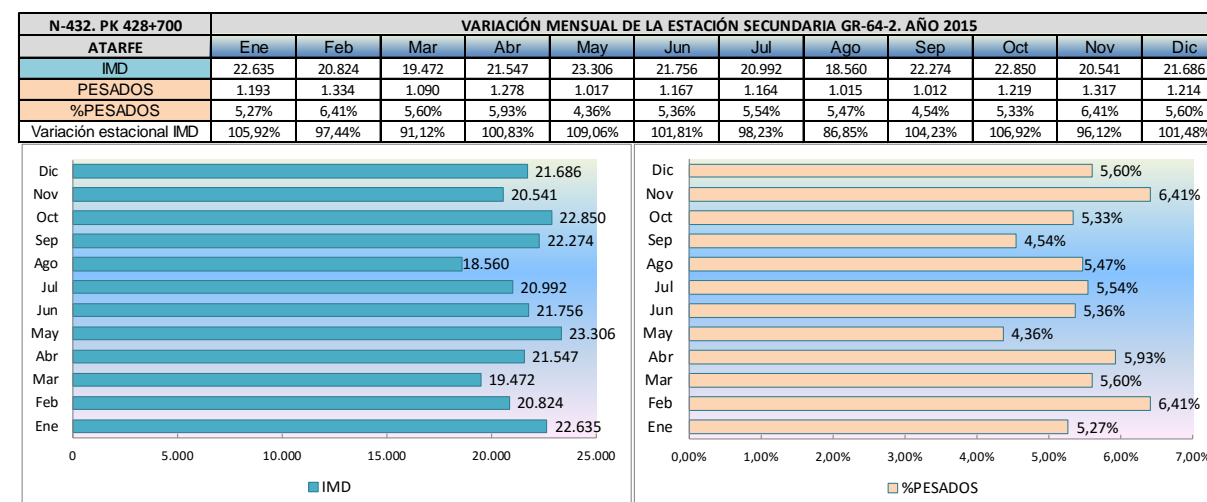 N-432. PK 428+700 VARIACIÓN MENSUAL DE LA ESTACIÓN SECUNDARIA GR-64-2. AÑO 2015
ATARFE Ene Feb Mar Abr May Jun Jul Ago Sep Oct Nov Dic
IMD 22.635 20.824 19.472 21.547 23.306 21.756 20.992 18.560 22.274 22.850 20.541 21.686
PESADOS 1.193 1.334 1.090 1.278 1.017 1.167 1.164 1.015 1.012 1.219 1.317 1.214
%PESADOS 5,27% 6,41% 5,60% 5,93% 4,36% 5,36% 5,54% 5,47% 4,54% 5,33% 6,41% 5,60%
Variación estacional IMD 105,92% 97,44% 91,12% 100,83% 109,06% 101,81% 98,23% 86,85% 104,23% 106,92% 96,12% 101,48%
Dic 21.686
Nov 20.541
Oct 22.850
Sep 22.274
Ago 18.560
Jul 20.992
Jun 21.756
May 23.306
Abr 21.547
Mar 19.472
Feb 20.824
Ene 22.635
0 5.000 10.000 15.000 20.000 25.000
IMD
Dic 5,60%
Nov 6,41%
Oct 5,33%
Sep 4,54%
Ago 5,47%
Jul 5,54%
Jun 5,36%
May 4,36%
Abr 5,93%
Mar 5,60%
Feb 6,41%
Ene 5,27%
0,00% 1,00% 2,00% 3,00% 4,00% 5,00% 6,00% 7,00%
%PESADOS